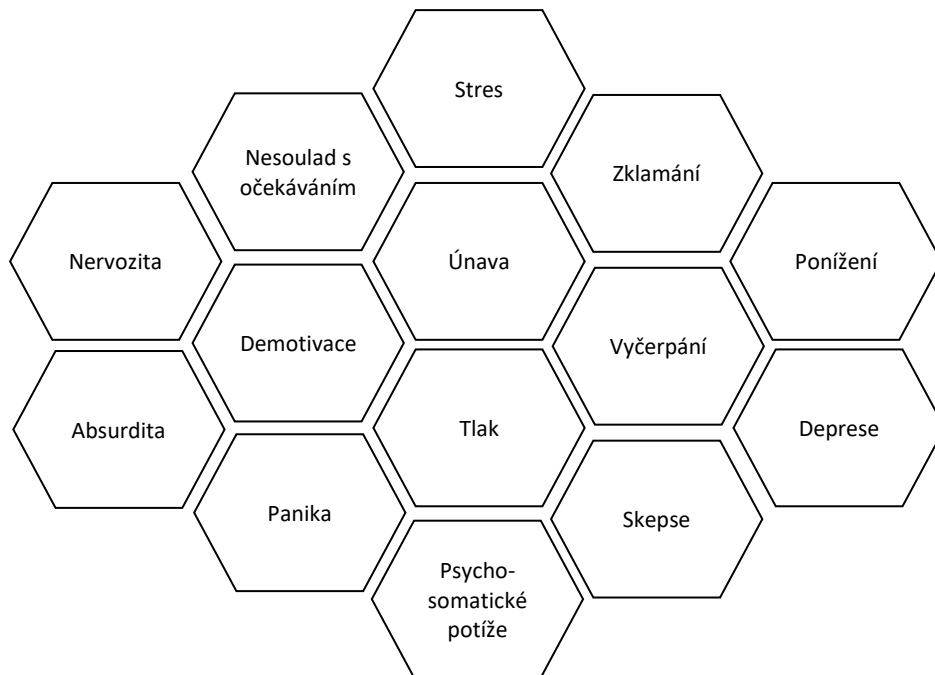 Stres
Nesoulad s
očekáváním
Zklamání
Nervozita
Únava
Ponížení
Demotivace
Vyčerpání
Absurdita
Tlak
Deprese
Panika
Skepse
Psycho-
somatické
potíže